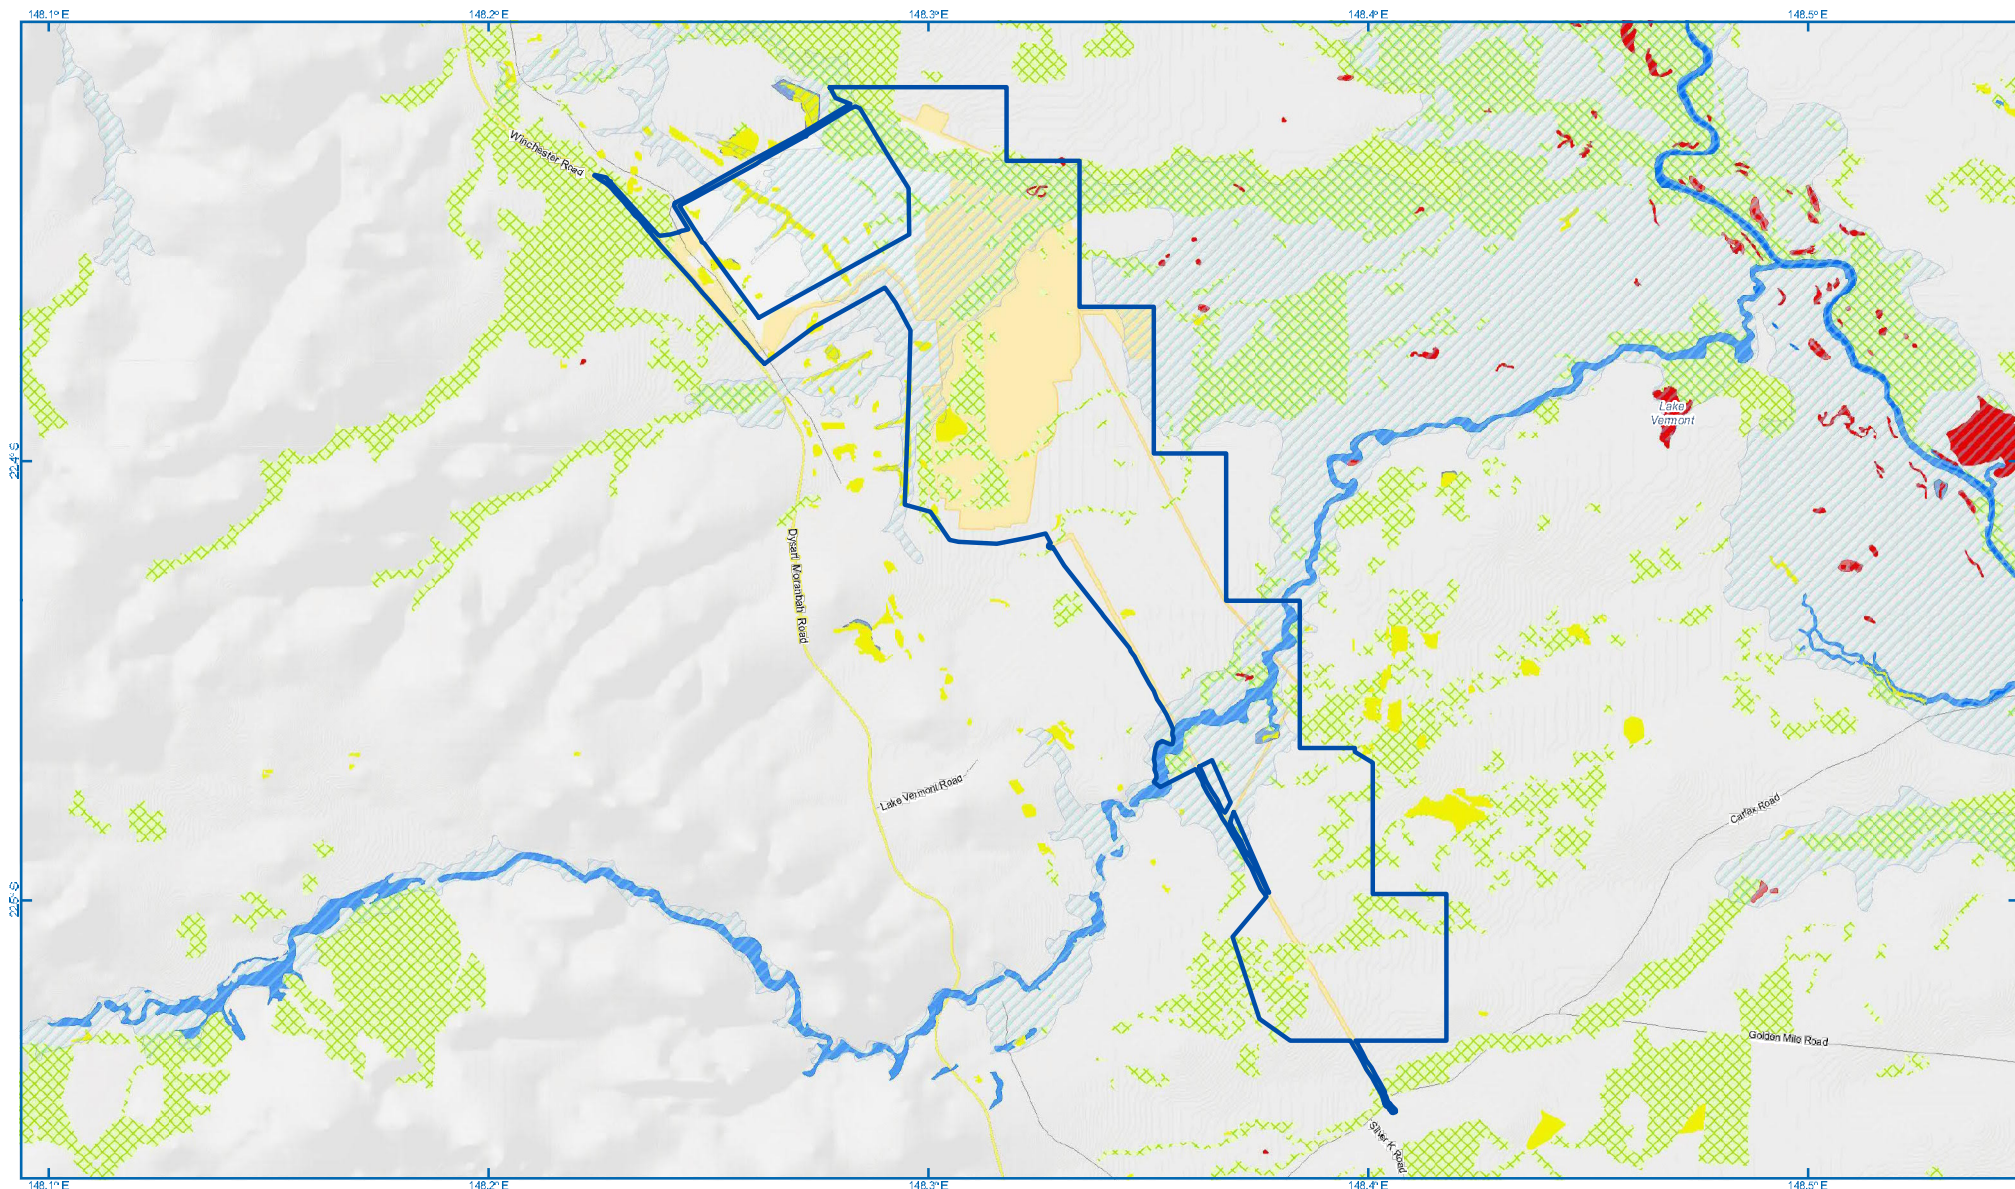 148.1° E
148.2° E
148.3° E
148.4° E
148.5° E
Winchester Road
Lake
Vermont
22.4° S
Dysart Moranbah Road
Lake Vermont Road
Carfax Road
22.5° S
Golden Mile Road
Silver K Road
148.1° E
148.2° E
148.3° E
148.4° E
148.5° E